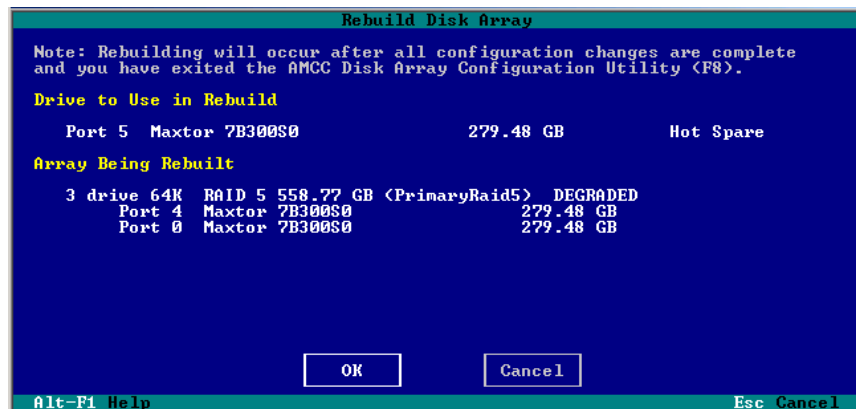 Rebuild Disk Array
Note: Rebuilding will occur after all configuration changes are complete
and you have exited the AMCC Disk Array Configuration Utility (F8).
Drive to Use in Rebuild
Port 5 Maxtor 7B300S0 279.48 GB Hot Spare
Array Being Rebuilt
3 drive 64K RAID 5 558.77 GB (PrimaryRaid5) DEGRADED
Port 4 Maxtor 7B300S0 279.48 GB
Port 0 Maxtor 7B300S0 279.48 GB
OK Cancel
Alt-F1 Help Esc Cancel